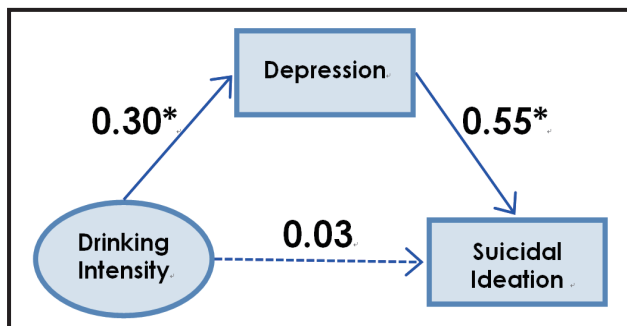 Depression
0.30*
0.55*
Drinking
Intensity
0.03
Suicidal
Ideation